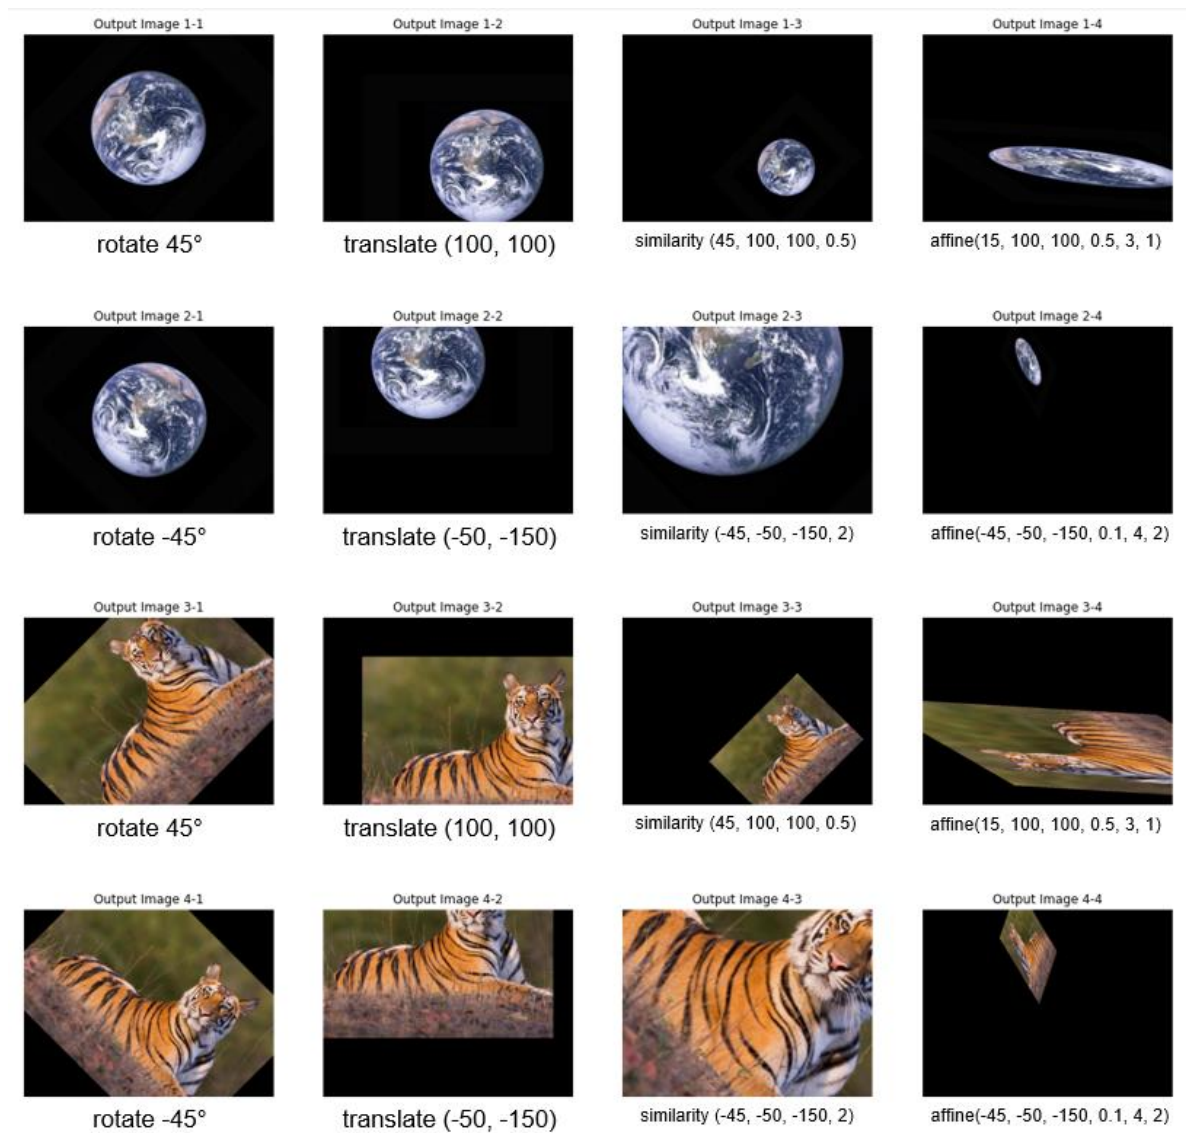 Output Image 1-1
Output Image 1-2
Output Image 1-3
Output Image 1-4
rotate 45°
translate (100, 100)
similarity (45, 100, 100, 0.5)
affine(15, 100, 100, 0.5, 3, 1)
Output Image 2-1
Output Image 2-2
Output Image 2-3
Output Image 2-4
rotate -45°
translate (-50, -150)
similarity (-45, -50, -150, 2)
affine(-45, -50, -150, 0.1, 4, 2)
Output Image 3-1
Output Image 3-2
Output Image 3-3
Output Image 3-4
rotate 45°
translate (100, 100)
similarity (45, 100, 100, 0.5)
affine(15, 100, 100, 0.5, 3, 1)
Output Image 4-1
Output Image 4-2
Output Image 4-3
Output Image 4-4
rotate -45°
translate (-50, -150)
similarity (-45, -50, -150, 2)
affine(-45, -50, -150, 0.1, 4, 2)